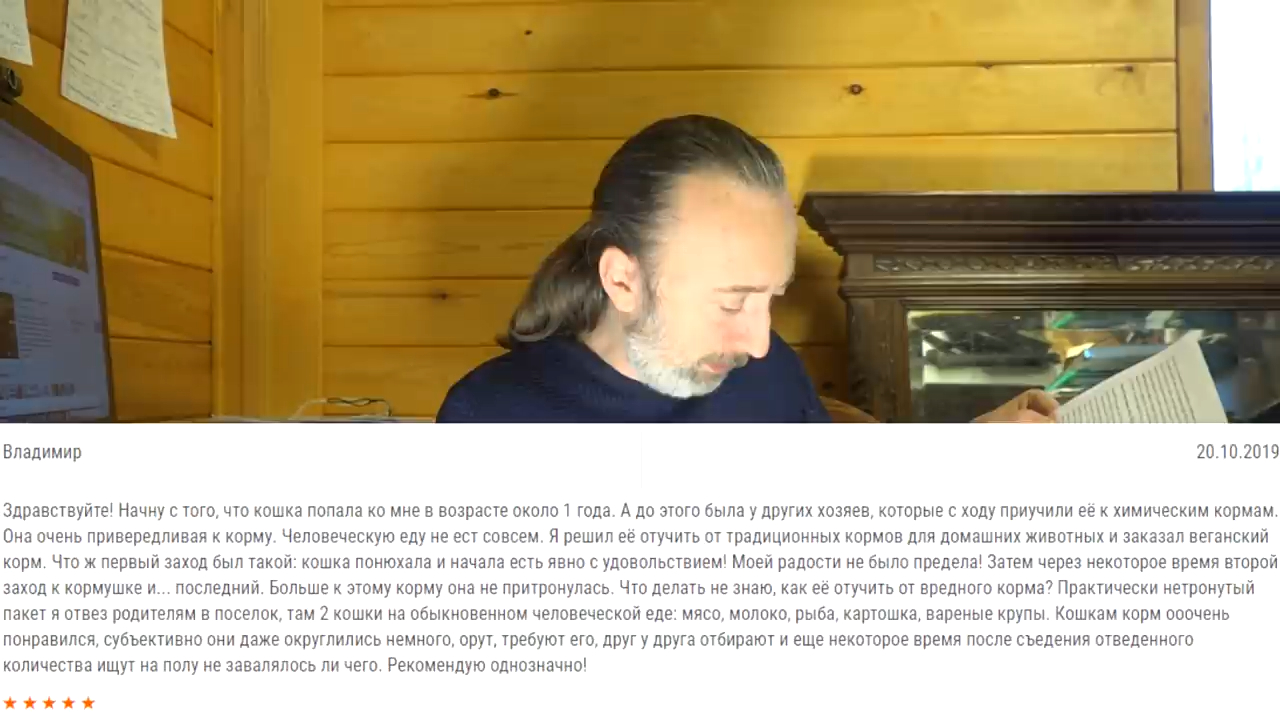 Владимир
20.10.2019
Здравствуйте! Начну с того, что кошка попала ко мне в возрасте около 1 года. А до этого была у других хозяев, которые с ходу приучили её к химическим кормам.
Она очень привередливая к корму. Человеческую еду не ест совсем. Я решил её отучить от традиционных кормов для домашних животных и заказал веганский
корм. Что ж первый заход был такой: кошка понюхала и начала есть явно с удовольствием! Моей радости не было предела! Затем через некоторое время второй
заход к кормушке и... последний. Больше к этому корму она не притронулась. Что делать не знаю, как её отучить от вредного корма? Практически нетронутый
пакет я отвез родителям в поселок, там 2 кошки на обыкновенном человеческой еде: мясо, молоко, рыба, картошка, вареные крупы. Кошкам корм ооочень
понравился, субъективно они даже округлились немного, орут, требуют его, друг у друга отбирают и еще некоторое время после съедения отведенного
количества ищут на полу не завалялось ли чего. Рекомендую однозначно!